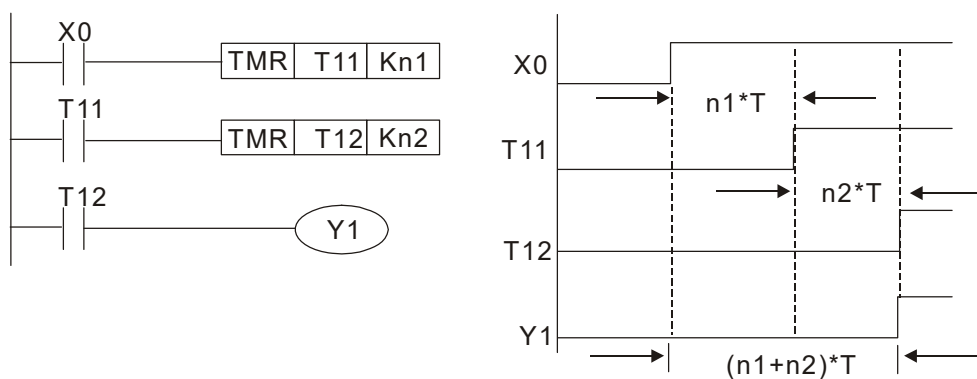 X0
TMR T11 Kn1
T11
TMR T12 Kn2
T12
Y1
X0
n1*T
T11
n2*T
T12
Y1
(n1+n2)*T